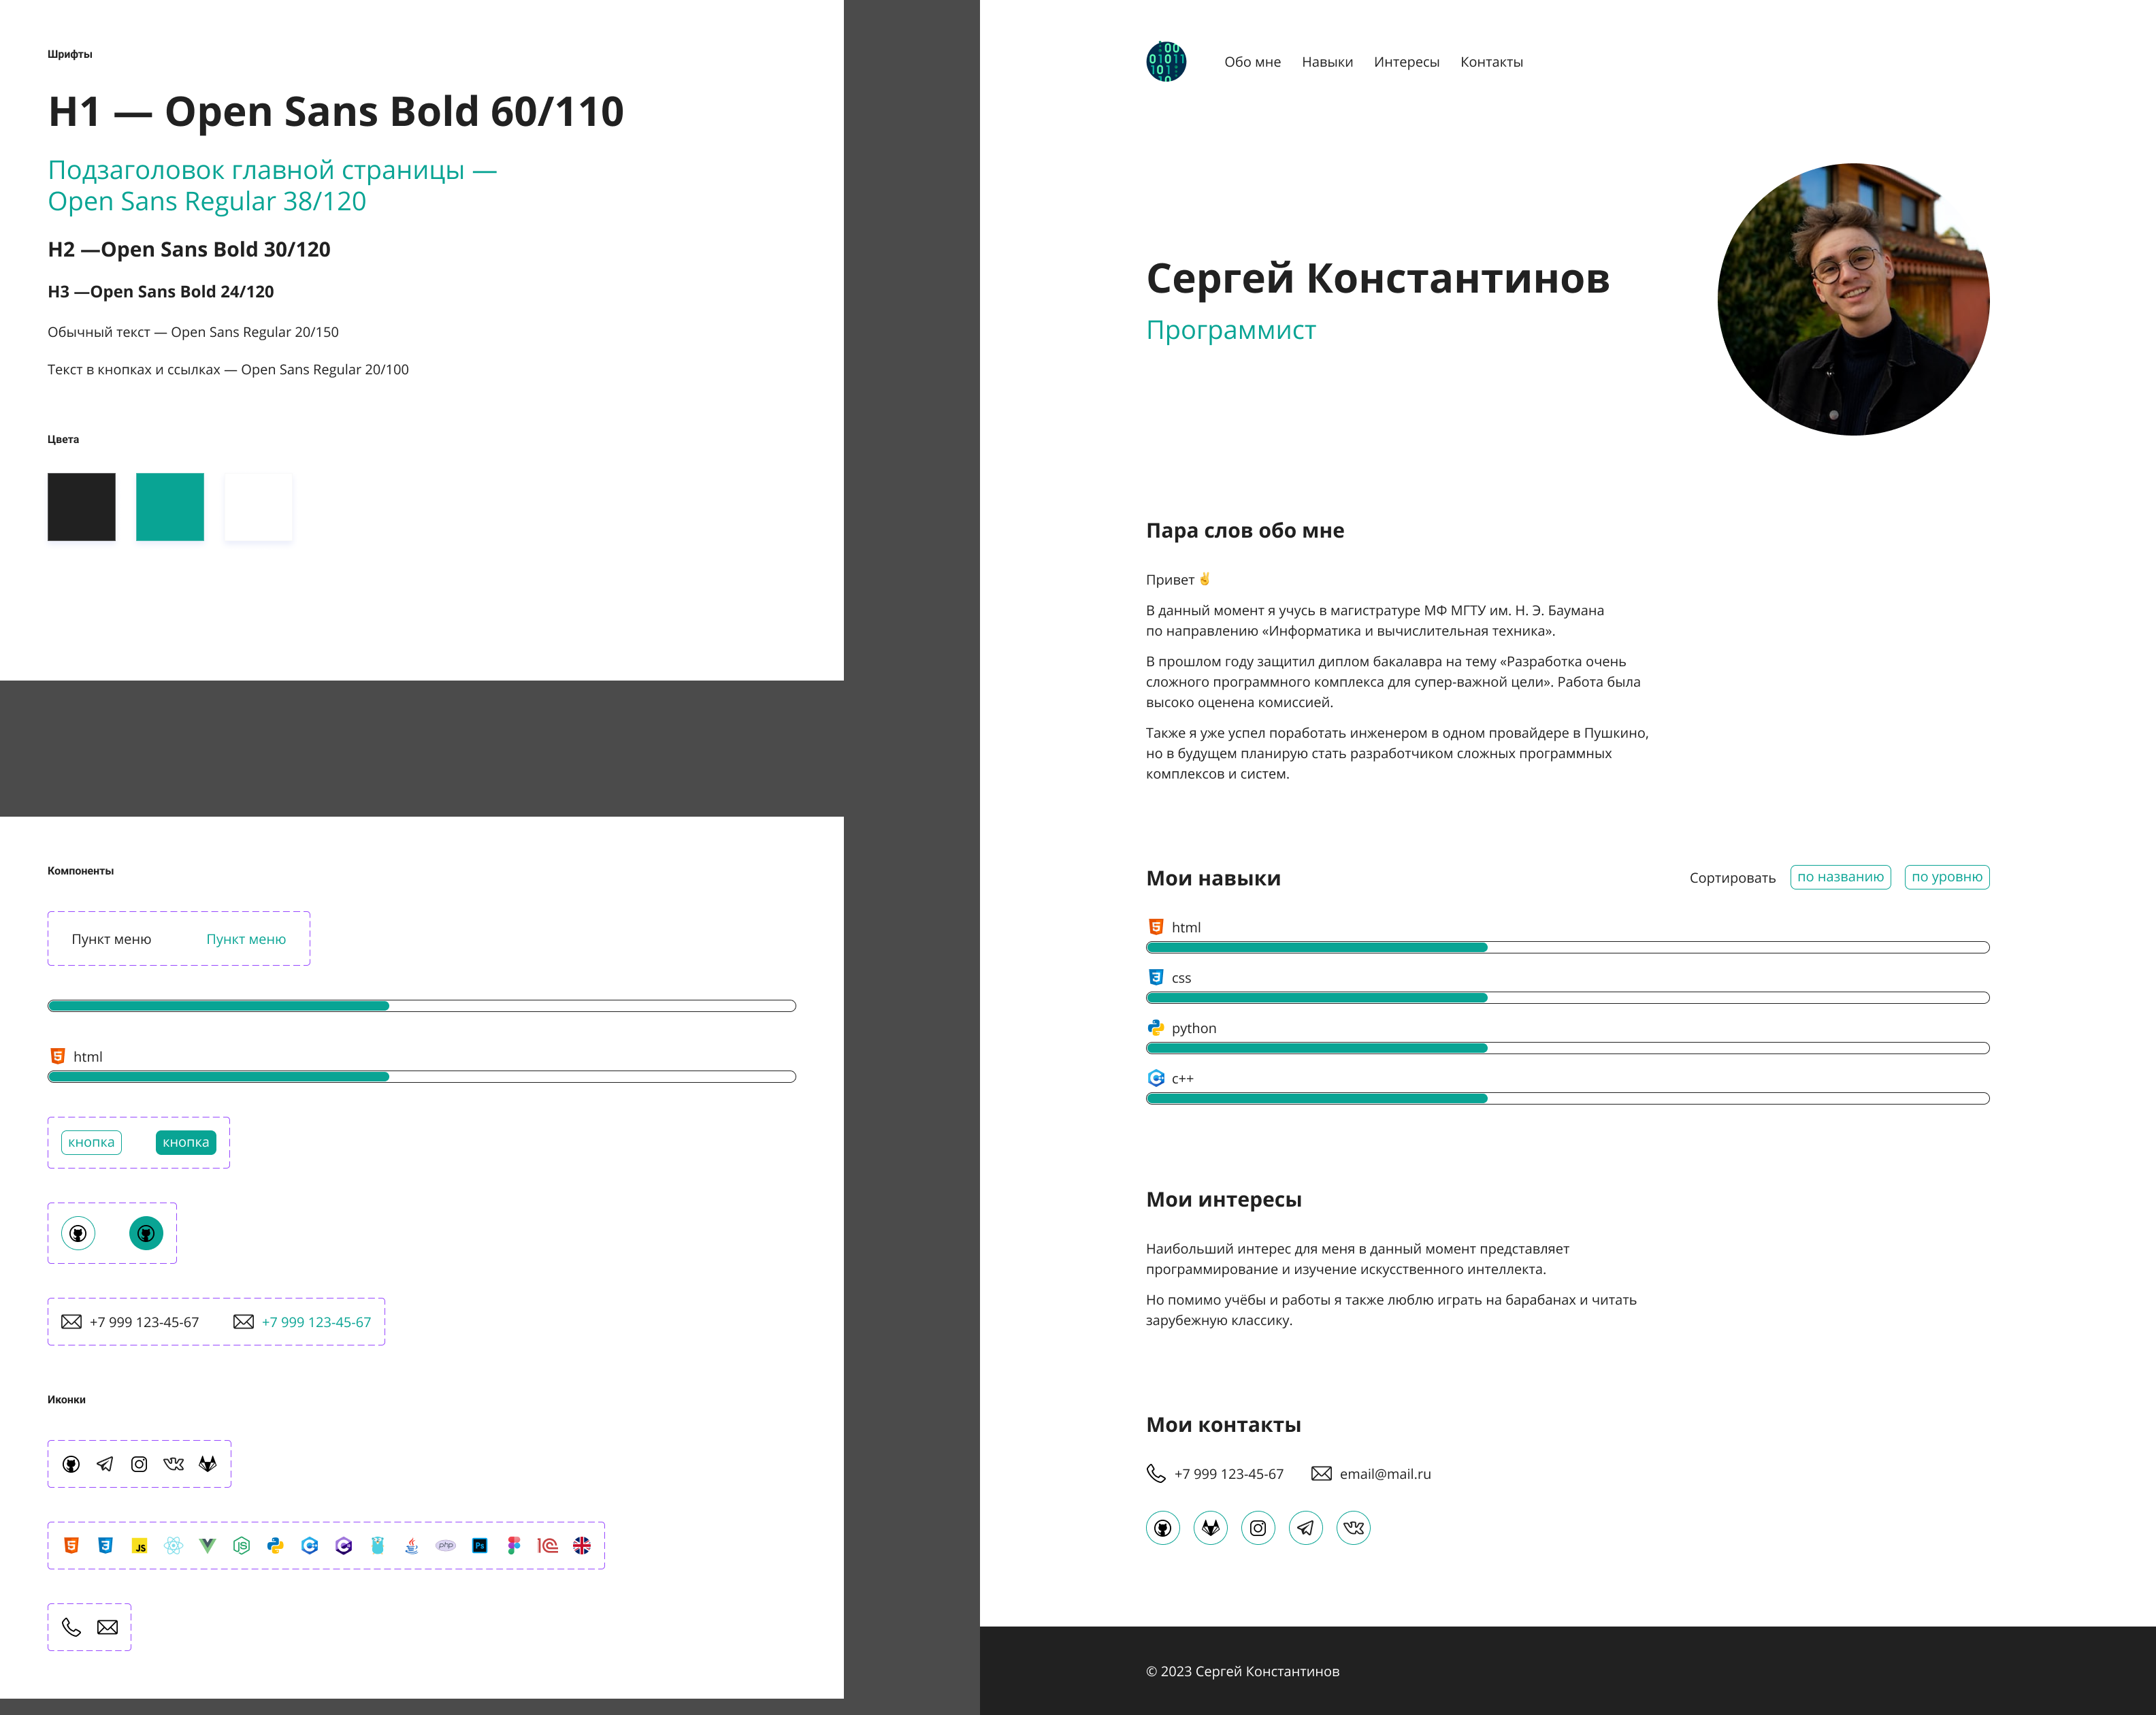 Шрифты
H1 — Open Sans Bold 60/110
Подзаголовок главной страницы —
Open Sans Regular 38/120
H2 —Open Sans Bold 30/120
H3 —Open Sans Bold 24/120
Обычный текст — Open Sans Regular 20/150
Текст в кнопках и ссылках — Open Sans Regular 20/100
Цвета
Компоненты
Пункт меню Пункт меню
html
кнопка кнопка
+7 999 123-45-67 +7 999 123-45-67
Иконки
JS php Ps
Обо мне Навыки Интересы Контакты
Сергей Константинов
Программист
Пара слов обо мне
Привет ✌
В данный момент я учусь в магистратуре МФ МГТУ им. Н. Э. Баумана
по направлению «Информатика и вычислительная техника».
В прошлом году защитил диплом бакалавра на тему «Разработка очень
сложного программного комплекса для супер-важной цели». Работа была
высоко оценена комиссией.
Также я уже успел поработать инженером в одном провайдере в Пушкино,
но в будущем планирую стать разработчиком сложных программных
комплексов и систем.
Мои навыки Сортировать по названию по уровню
html
css
python
c++
Мои интересы
Наибольший интерес для меня в данный момент представляет
программирование и изучение искусственного интеллекта.
Но помимо учёбы и работы я также люблю играть на барабанах и читать
зарубежную классику.
Мои контакты
+7 999 123-45-67 email@mail.ru
© 2023 Сергей Константинов